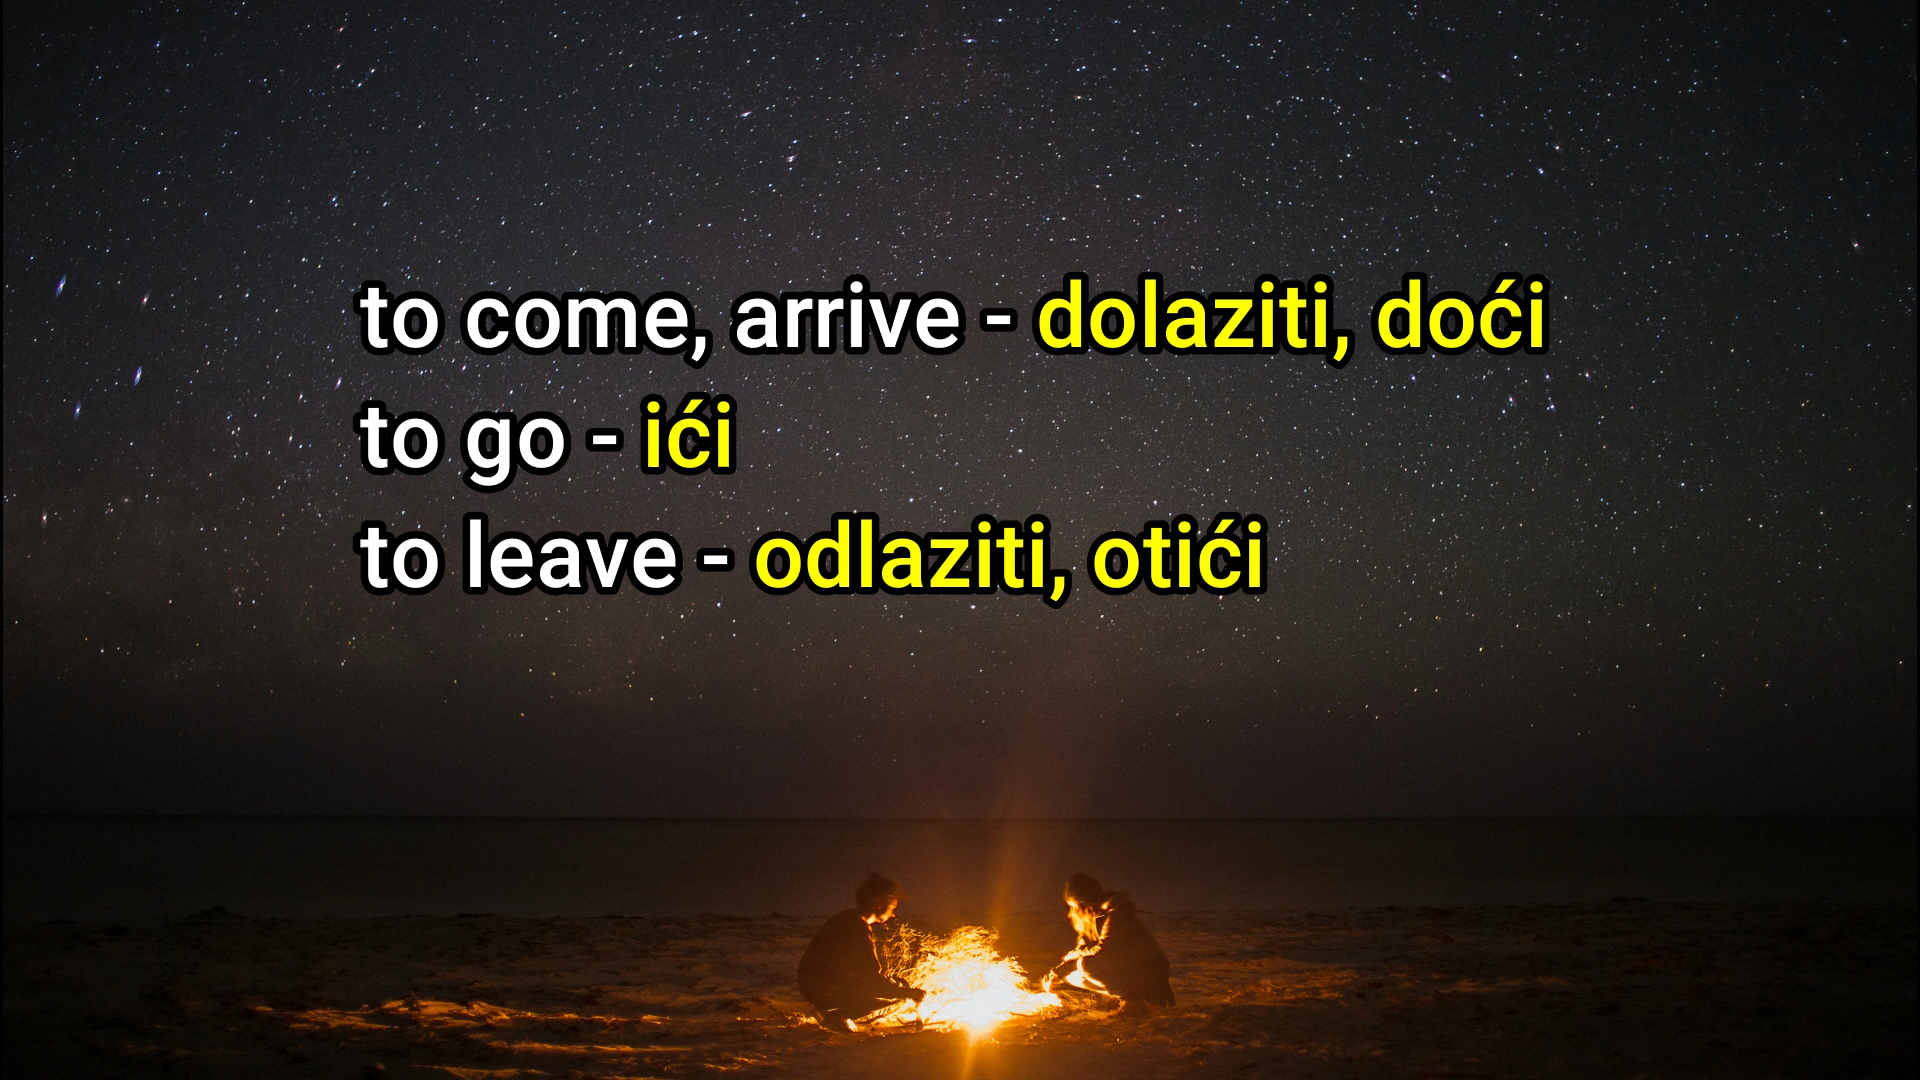 to come, arrive - dolaziti, doći
to go - ići
to leave - odlaziti, otići